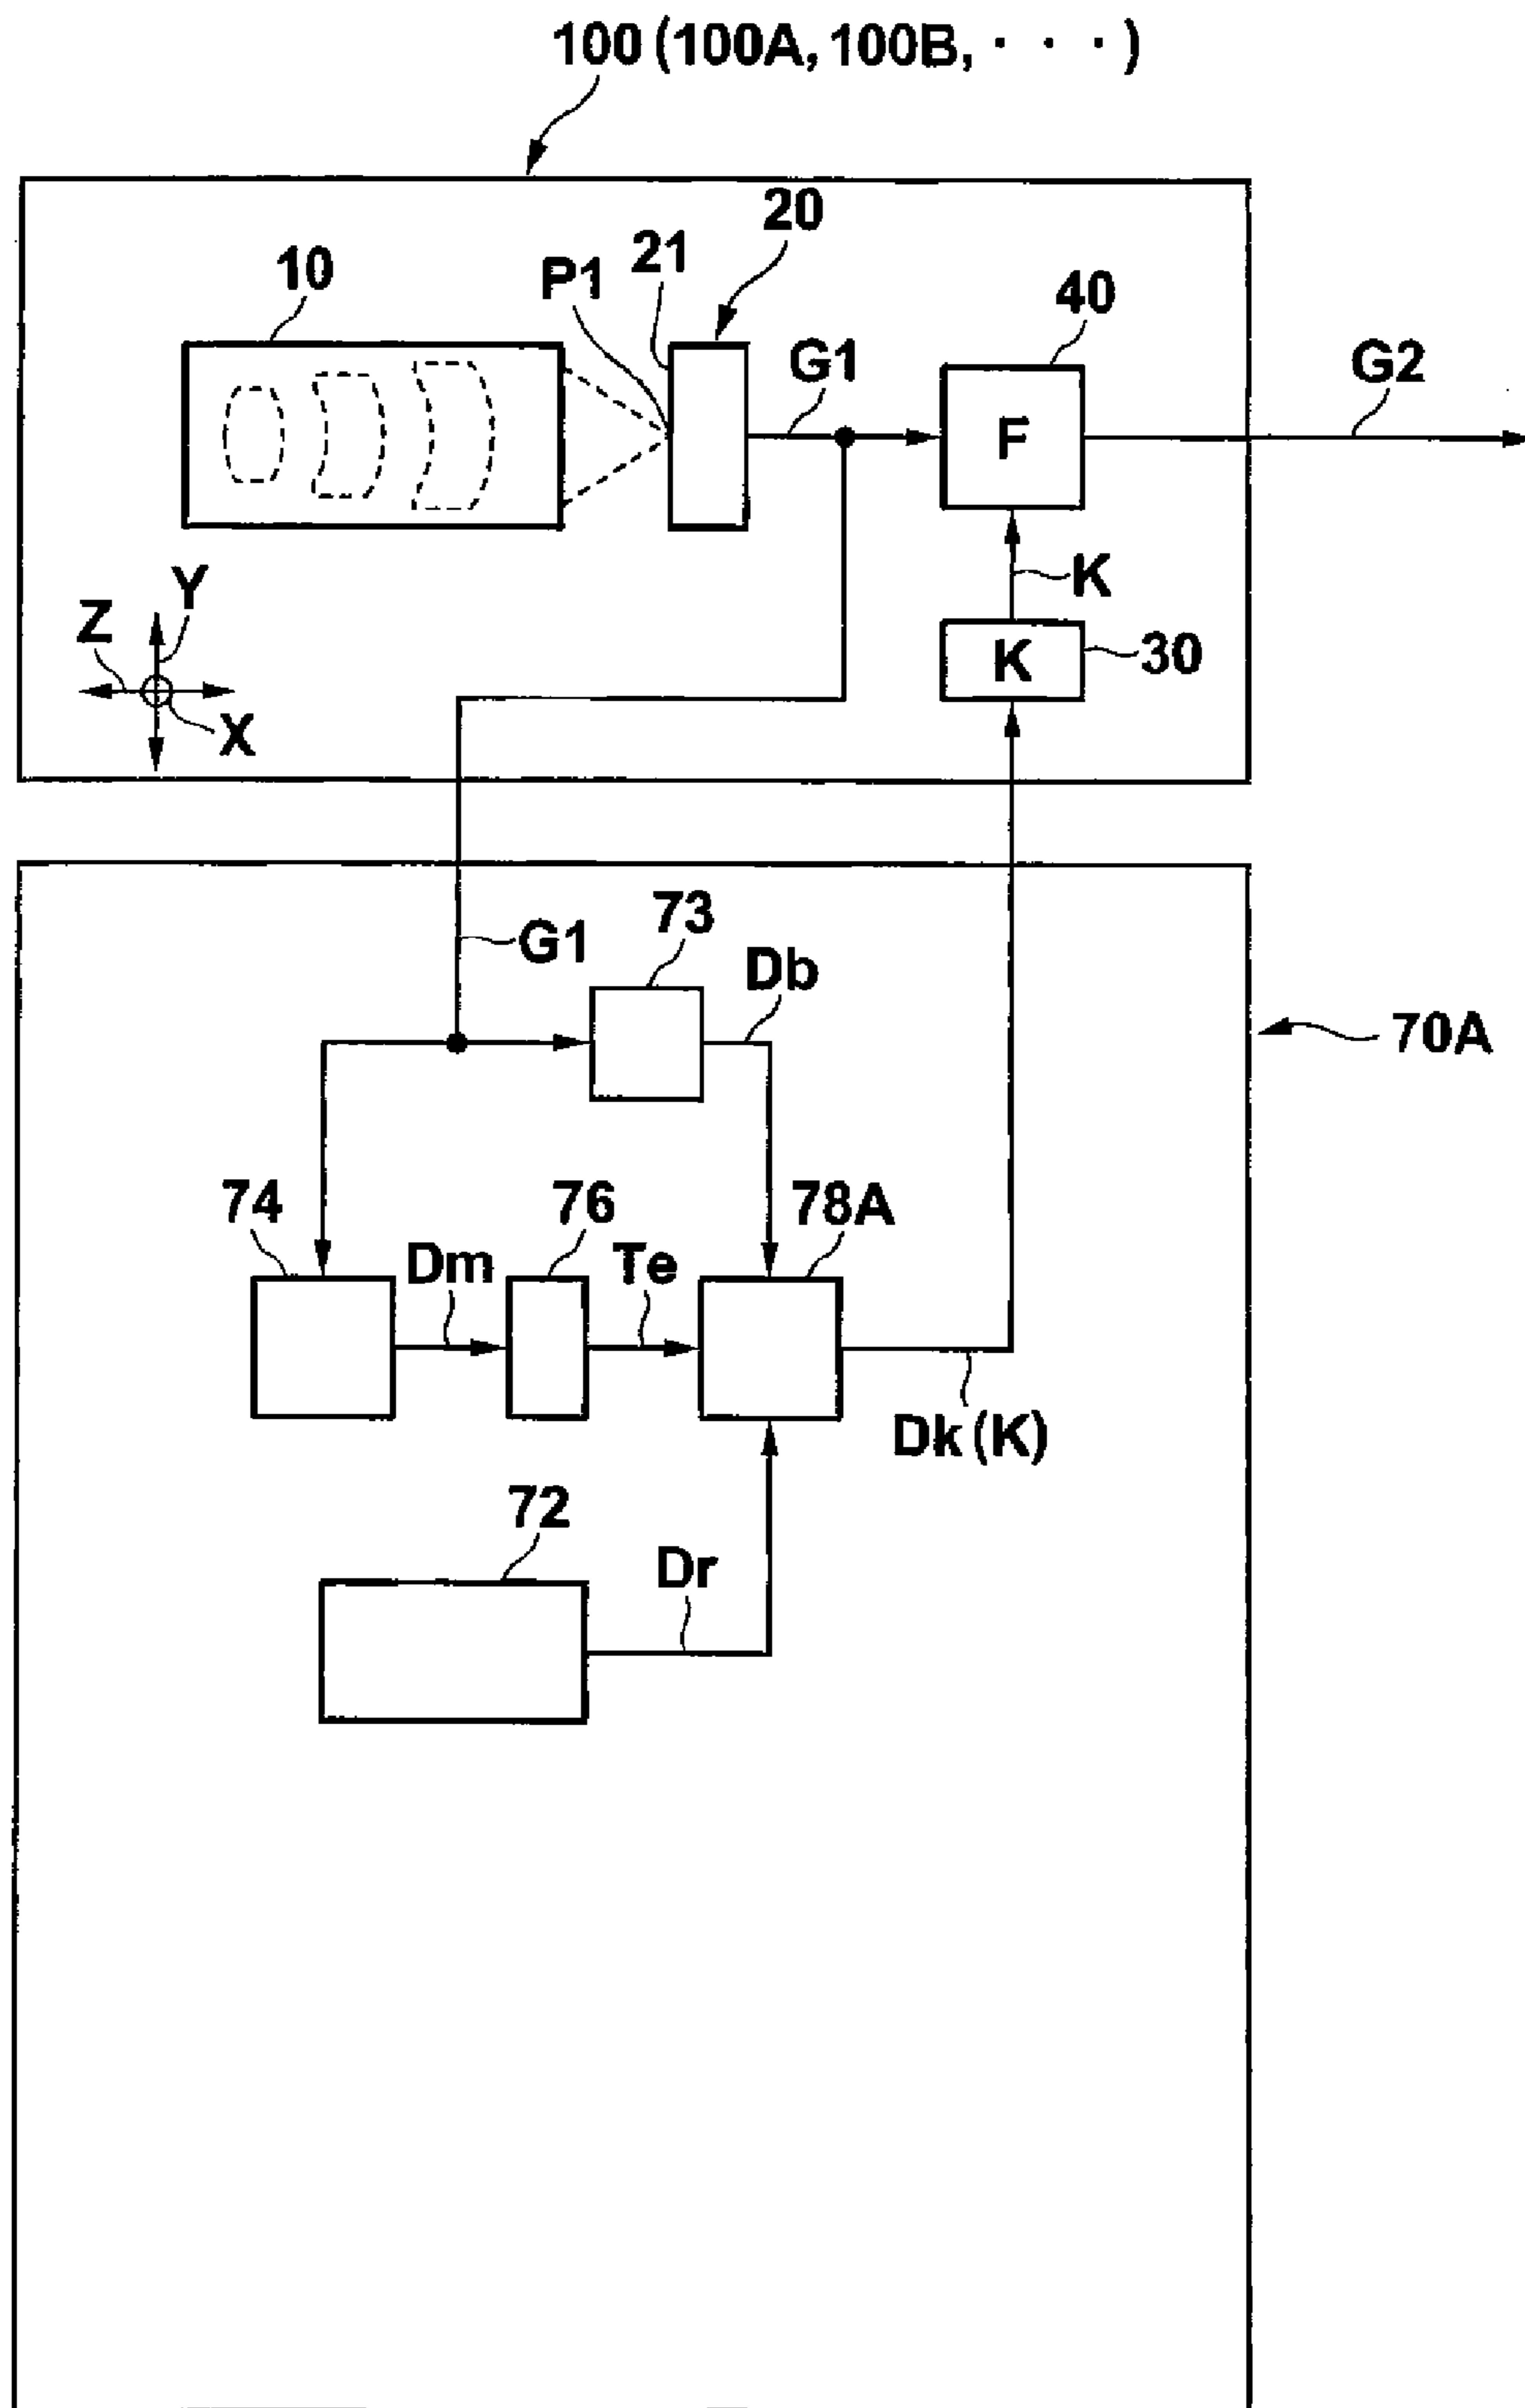 100 (100A, 100B, · · · )
20
21
P1
10
40
G1
G2
F
K
Y
Z
K
30
X
73
G1
Db
70A
74
76
78A
Dm
Te
Dk (K)
72
Dr